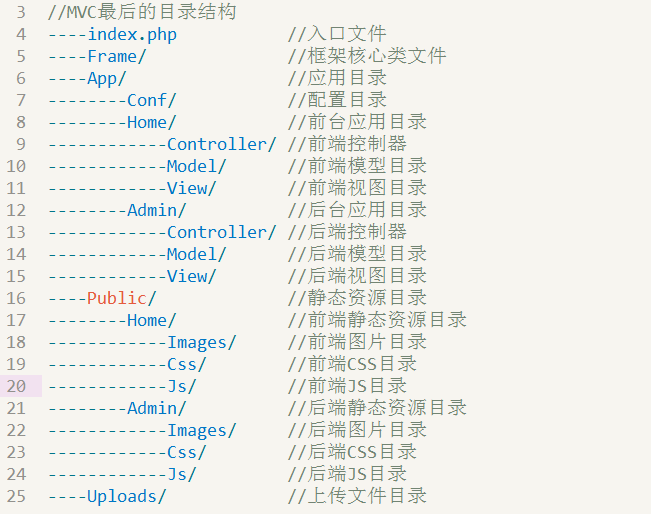 3 //MVC最后的目录结构
4 ----index.php //入口文件
5 ----Frame/ //框架核心类文件
6 ----App/ //应用目录
7 --------Conf/ //配置目录
8 --------Home/ //前台应用目录
9 ------------Controller/ //前端控制器
10 ------------Model/ //前端模型目录
11 ------------View/ //前端视图目录
12 --------Admin/ //后台应用目录
13 ------------Controller/ //后端控制器
14 ------------Model/ //后端模型目录
15 ------------View/ //后端视图目录
16 ----Public/ //静态资源目录
17 --------Home/ //前端静态资源目录
18 ------------Images/ //前端图片目录
19 ------------Css/ //前端CSS目录
20 ------------Js/ //前端JS目录
21 --------Admin/ //后端静态资源目录
22 ------------Images/ //后端图片目录
23 ------------Css/ //后端CSS目录
24 ------------Js/ //后端JS目录
25 ----Uploads/ //上传文件目录